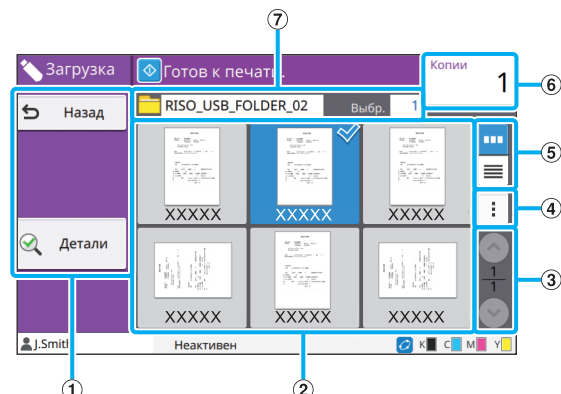 ⑦
Загрузка
Готов к печати.
Копии
1
⑥
Назад
RISO_USB_FOLDER_02
Выбр. 1
⑤
XXXXX XXXXX XXXXX
④
Детали
1
1
③
XXXXX XXXXX XXXXX
J.Smith
Неактивен
K C M Y
① ②